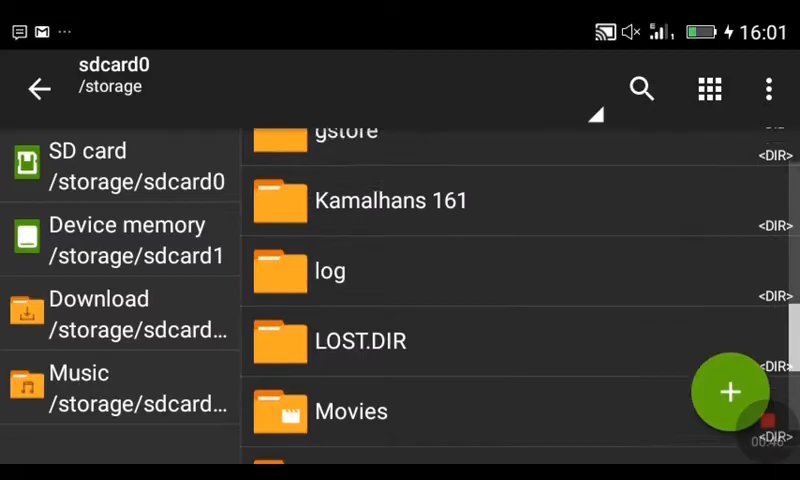 16:01
sdcard0
/storage
SD card
/storage/sdcard0
Device memory
/storage/sdcard1
Download
/storage/sdcard...
Music
/storage/sdcard...
ystore
<DIR>
Kamalhans 161
<DIR>
log
<DIR>
LOST.DIR
<DIR>
Movies
<DIR>